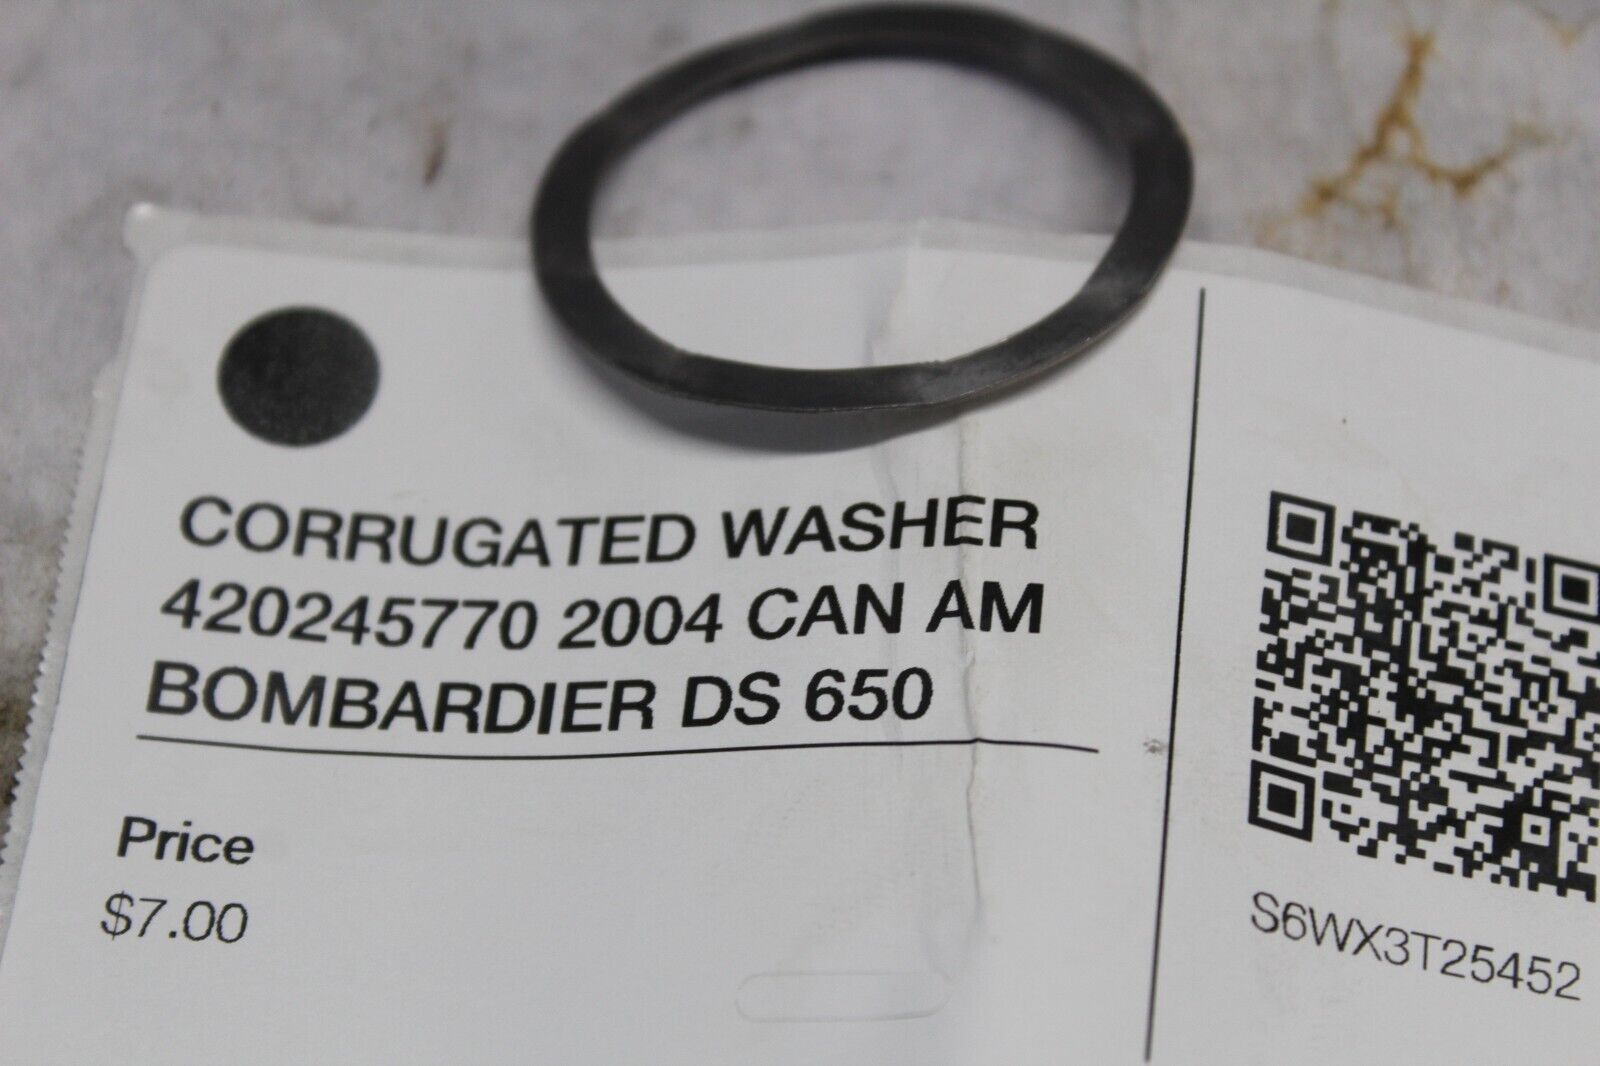 CORRUGATED WASHER
420245770 2004 CAN AM
BOMBARDIER DS 650
Price
$7.00
S6WX3T25452